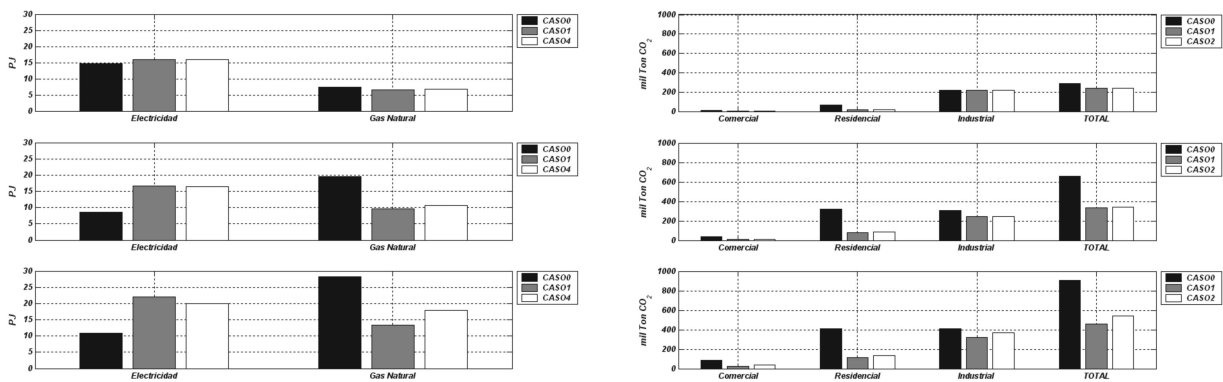 30
25
20
15
10
5
0
PJ
Electricidad
Gas Natural
CASO0
CASO1
CASO4
1000
800
600
400
200
0
mil Ton CO2
Comercial
Residencial
Industrial
TOTAL
CASO0
CASO1
CASO2
30
25
20
15
10
5
0
PJ
Electricidad
Gas Natural
CASO0
CASO1
CASO4
1000
800
600
400
200
0
mil Ton CO2
Comercial
Residencial
Industrial
TOTAL
CASO0
CASO1
CASO2
30
25
20
15
10
5
0
PJ
Electricidad
Gas Natural
CASO0
CASO1
CASO4
1000
800
600
400
200
0
mil Ton CO2
Comercial
Residencial
Industrial
TOTAL
CASO0
CASO1
CASO2